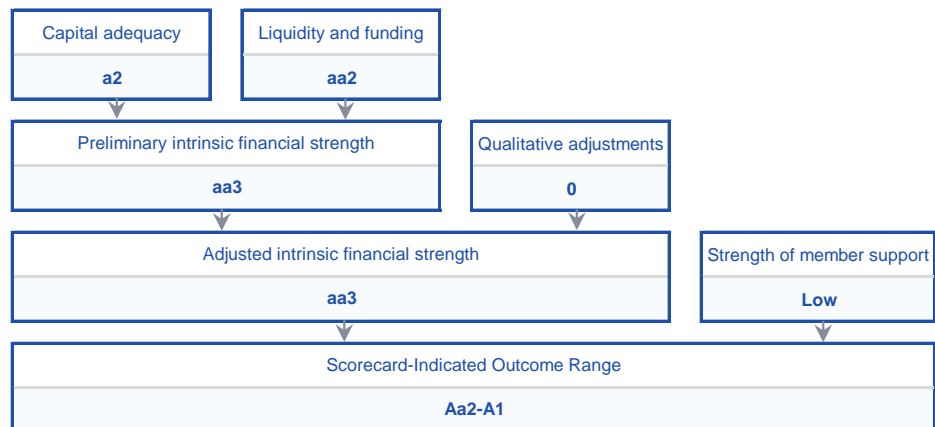 Capital adequacy
a2
Liquidity and funding
aa2
Preliminary intrinsic financial strength
aa3
Qualitative adjustments
0
Adjusted intrinsic financial strength
aa3
Strength of member support
Low
Scorecard-Indicated Outcome Range
Aa2-A1